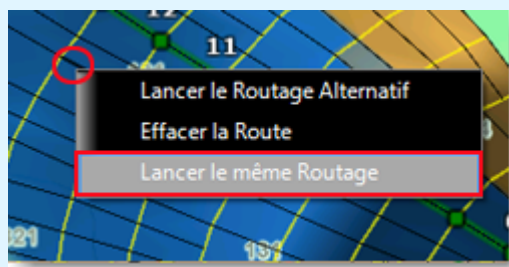 12
11
Lancer le Routage Alternatif
Effacer la Route
Lancer le même Routage